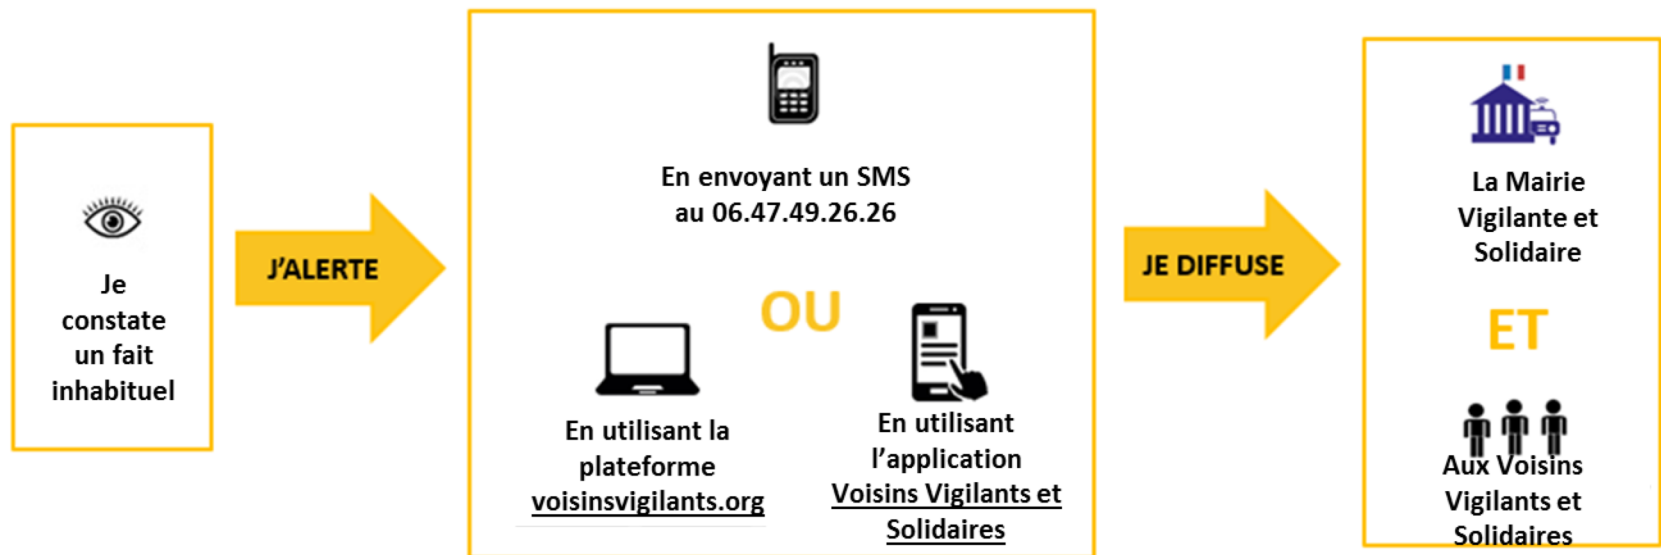 Je
constate
un fait
inhabituel
J'ALERTE
En envoyant un SMS
au 06.47.49.26.26
OU
En utilisant la
plateforme
voisinsvigilants.org
En utilisant
l'application
Voisins Vigilants et
Solidaires
JE DIFFUSE
La Mairie
Vigilante et
Solidaire
ET
Aux Voisins
Vigilants et
Solidaires